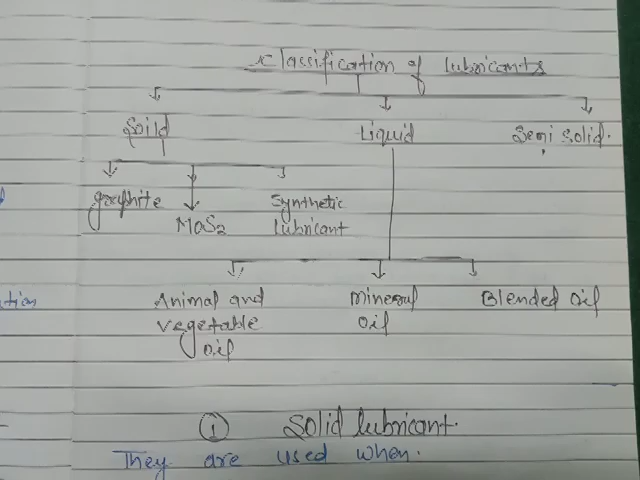 Classification of lubricants
Soild Liquid Semi solid.
graphite MoS2 Synthetic lubricant
Animal and vegetable oil
Mineral oil
Blended oil
① Solid lubricant.
They are used when.